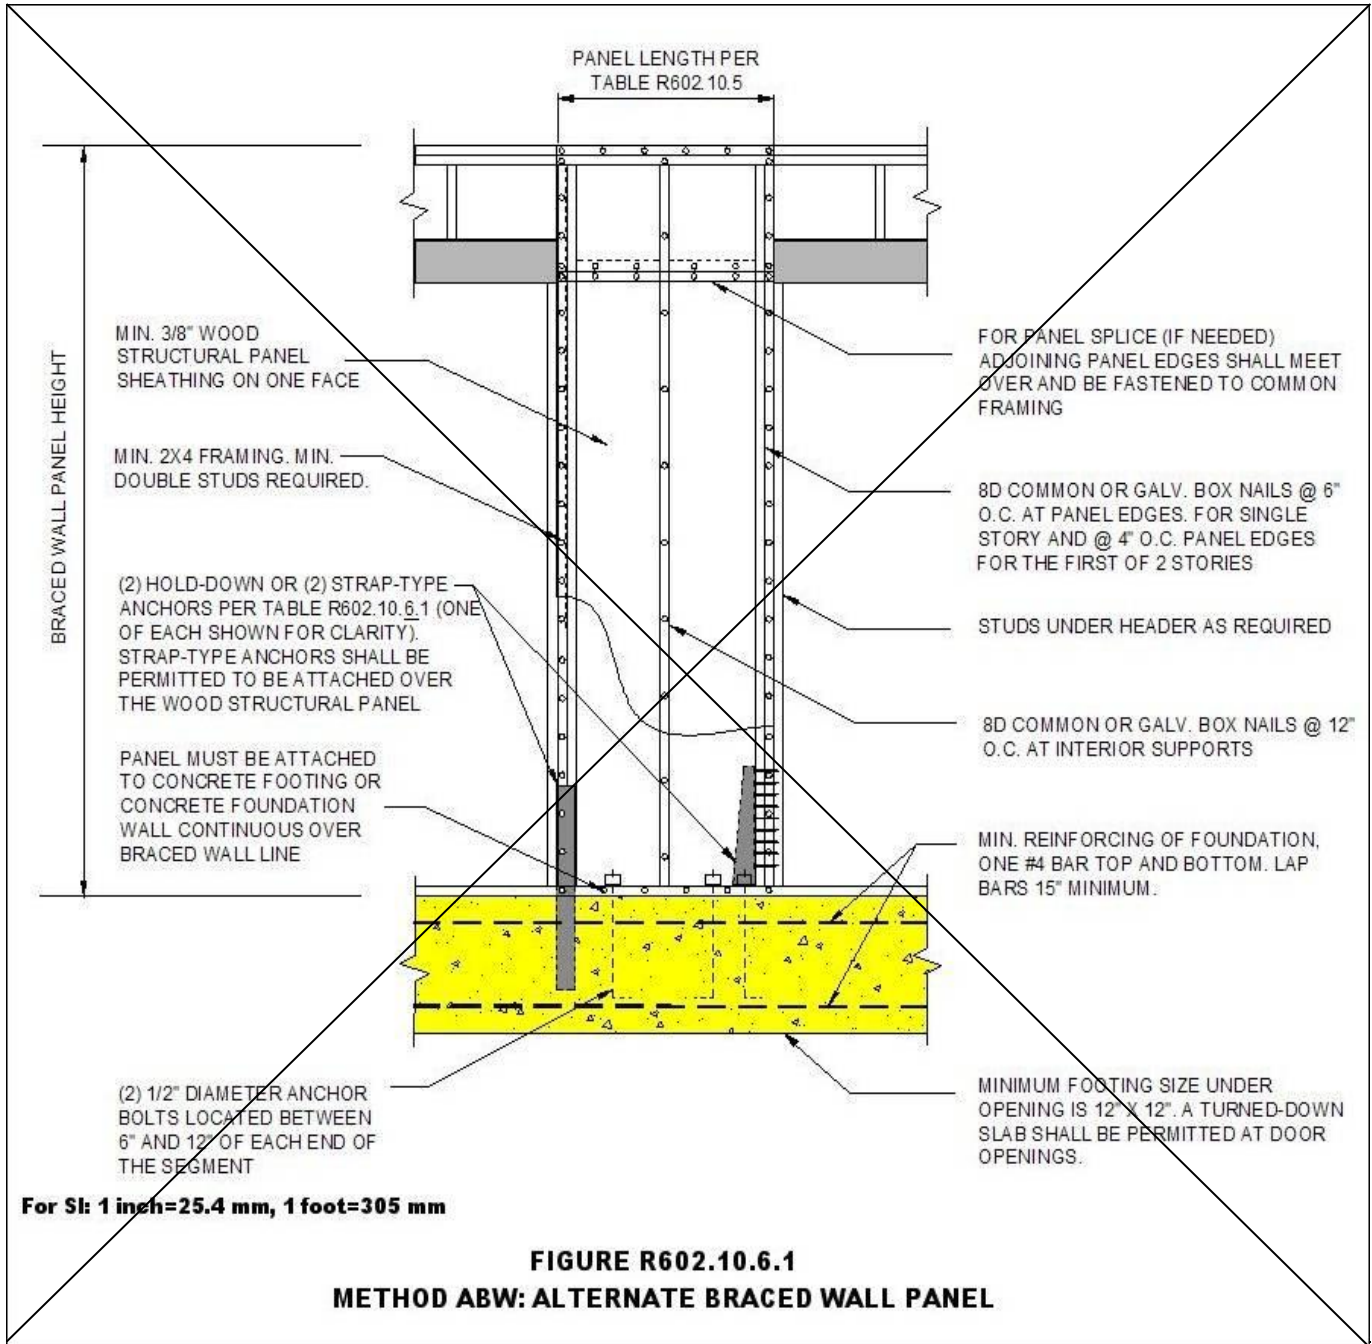 PANEL LENGTH PER
TABLE R602.10.5
BRACED WALL PANEL HEIGHT
MIN. 3/8" WOOD
STRUCTURAL PANEL
SHEATHING ON ONE FACE
MIN. 2X4 FRAMING. MIN.
DOUBLE STUDS REQUIRED.
(2) HOLD-DOWN OR (2) STRAP-TYPE
ANCHORS PER TABLE R602.10.6.1 (ONE
OF EACH SHOWN FOR CLARITY).
STRAP-TYPE ANCHORS SHALL BE
PERMITTED TO BE ATTACHED OVER
THE WOOD STRUCTURAL PANEL
PANEL MUST BE ATTACHED
TO CONCRETE FOOTING OR
CONCRETE FOUNDATION
WALL CONTINUOUS OVER
BRACED WALL LINE
(2) 1/2" DIAMETER ANCHOR
BOLTS LOCATED BETWEEN
6" AND 12" OF EACH END OF
THE SEGMENT
FOR PANEL SPLICE (IF NEEDED)
ADJOINING PANEL EDGES SHALL MEET
OVER AND BE FASTENED TO COMMON
FRAMING
8D COMMON OR GALV. BOX NAILS @ 6"
O.C. AT PANEL EDGES. FOR SINGLE
STORY AND @ 4" O.C. PANEL EDGES
FOR THE FIRST OF 2 STORIES
STUDS UNDER HEADER AS REQUIRED
8D COMMON OR GALV. BOX NAILS @ 12"
O.C. AT INTERIOR SUPPORTS
MIN. REINFORCING OF FOUNDATION,
ONE #4 BAR TOP AND BOTTOM. LAP
BARS 15" MINIMUM.
MINIMUM FOOTING SIZE UNDER
OPENING IS 12" X 12". A TURNED-DOWN
SLAB SHALL BE PERMITTED AT DOOR
OPENINGS.
For SI: 1 inch=25.4 mm, 1 foot=305 mm
FIGURE R602.10.6.1
METHOD ABW: ALTERNATE BRACED WALL PANEL